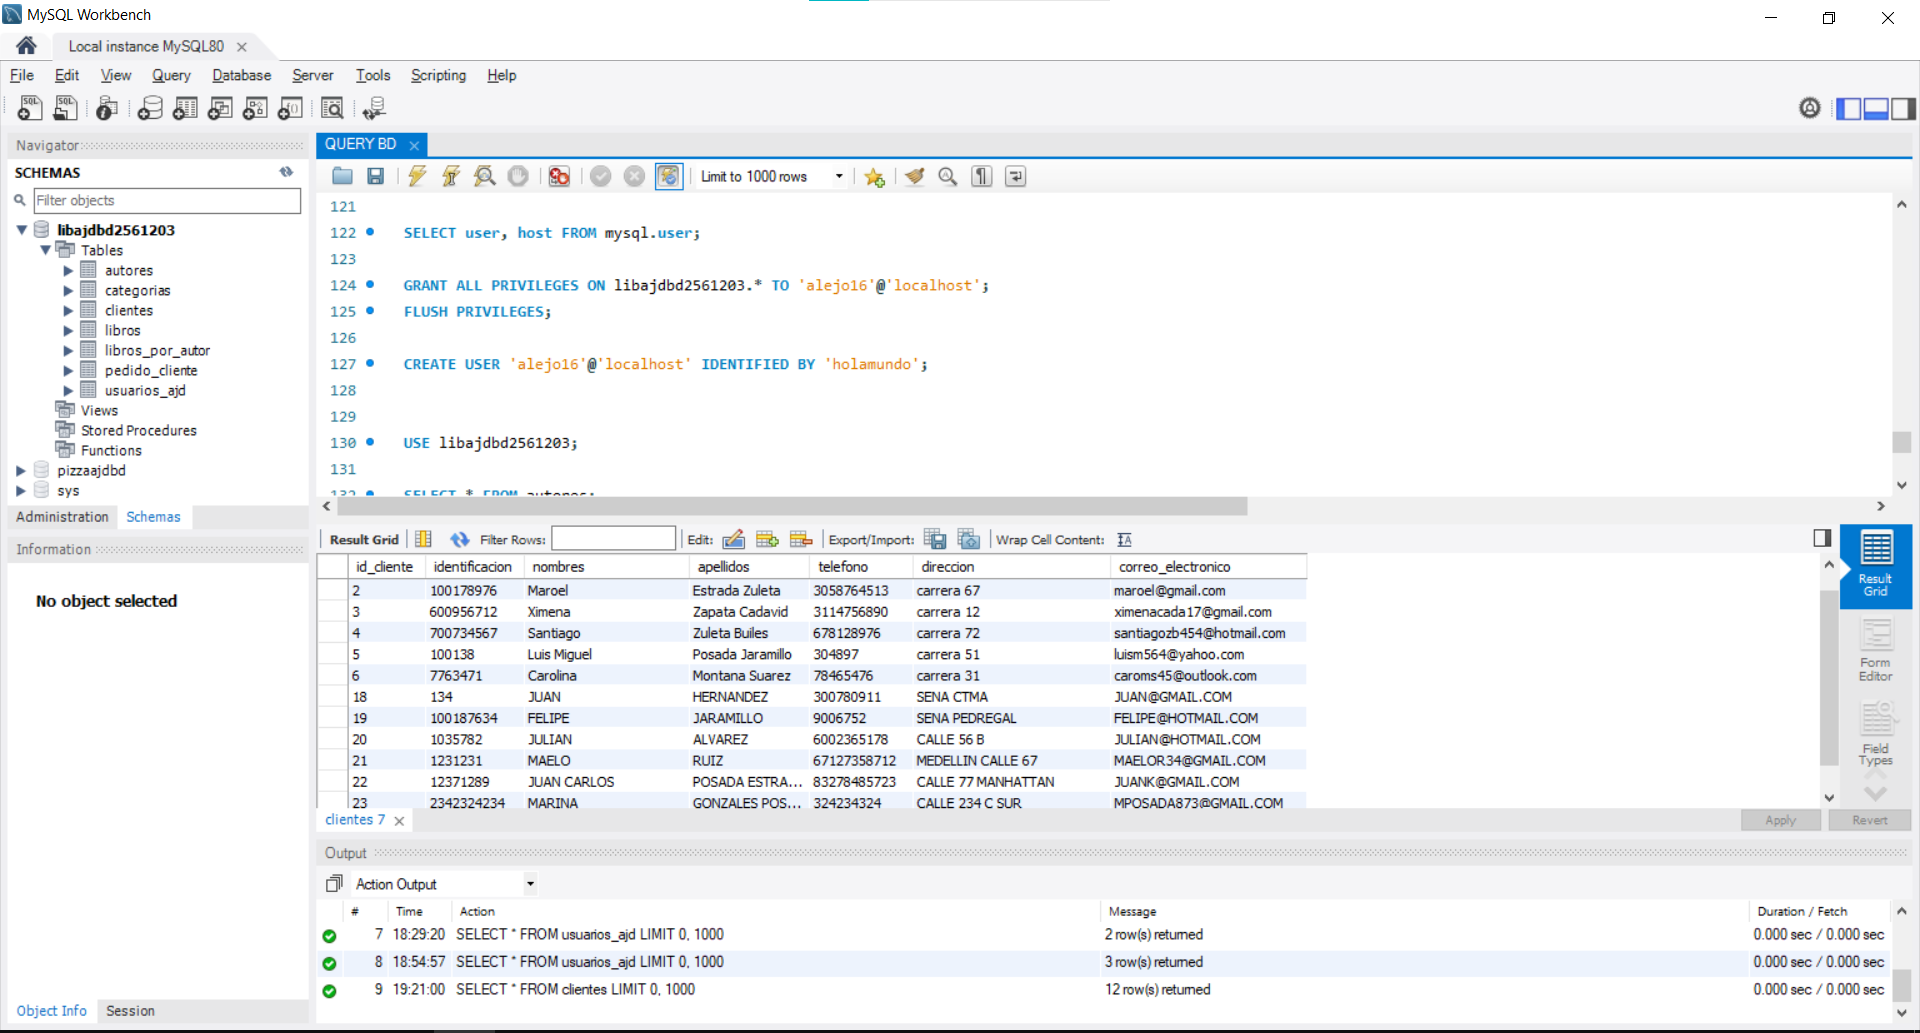 MySQL Workbench
Local instance MySQL80
File Edit View Query Database Server Tools Scripting Help
Navigator
SCHEMAS
Filter objects
libajdbd2561203
Tables
autores
categorias
clientes
libros
libros_por_autor
pedido_cliente
usuarios_ajd
Views
Stored Procedures
Functions
pizzaajdbd
sys
Administration Schemas
Information
No object selected
Object Info Session
QUERY BD
Limit to 1000 rows
121
122 SELECT user, host FROM mysql.user;
123
124 GRANT ALL PRIVILEGES ON libajdbd2561203.* TO 'alejo16'@'localhost';
125 FLUSH PRIVILEGES;
126
127 CREATE USER 'alejo16'@'localhost' IDENTIFIED BY 'holamundo';
128
129
130 USE libajdbd2561203;
131
132 SELECT * FROM autores;
Result Grid Filter Rows: Edit: Export/Import: Wrap Cell Content:
id_cliente identificacion nombres apellidos telefono direccion correo_electronico
2 100178976 Maroel Estrada Zuleta 3058764513 carrera 67 maroel@gmail.com
3 600956712 Ximena Zapata Cadavid 3114756890 carrera 12 ximenacada17@gmail.com
4 700734567 Santiago Zuleta Builes 678128976 carrera 72 santiagozb454@hotmail.com
5 100138 Luis Miguel Posada Jaramillo 304897 carrera 51 luism564@yahoo.com
6 7763471 Carolina Montana Suarez 78465476 carrera 31 caroms45@outlook.com
18 134 JUAN HERNANDEZ 300780911 SENA CTMA JUAN@GMAIL.COM
19 100187634 FELIPE JARAMILLO 9006752 SENA PEDREGAL FELIPE@HOTMAIL.COM
20 1035782 JULIAN ALVAREZ 6002365178 CALLE 56 B JULIAN@HOTMAIL.COM
21 1231231 MAELO RUIZ 67127358712 MEDELLIN CALLE 67 MAELOR34@GMAIL.COM
22 12371289 JUAN CARLOS POSADA ESTRA... 83278485723 CALLE 77 MANHATTAN JUANK@GMAIL.COM
23 2342324234 MARINA GONZALES POS... 324234324 CALLE 234 C SUR MPOSADA873@GMAIL.COM
Result
Grid
Form
Editor
Field
Types
clientes 7
Apply Revert
Output
Action Output
# Time Action Message Duration / Fetch
7 18:29:20 SELECT * FROM usuarios_ajd LIMIT 0, 1000 2 row(s) returned 0.000 sec / 0.000 sec
8 18:54:57 SELECT * FROM usuarios_ajd LIMIT 0, 1000 3 row(s) returned 0.000 sec / 0.000 sec
9 19:21:00 SELECT * FROM clientes LIMIT 0, 1000 12 row(s) returned 0.000 sec / 0.000 sec